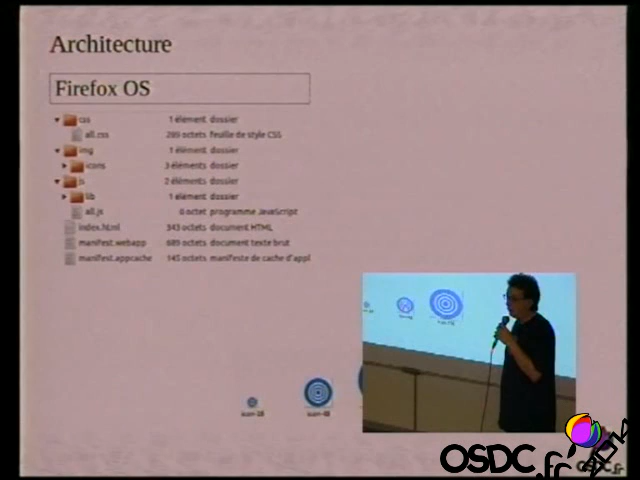 Architecture
Firefox OS
css 1 élément dossier
all.css 289 octets feuille de style CSS
img 1 élément dossier
icons 3 éléments dossier
js 2 éléments dossier
lib 1 élément dossier
all.js 0 octet programme JavaScript
index.html 343 octets document HTML
manifest.webapp 689 octets document texte brut
manifest.appcache 145 octets manifeste de cache d'appl
icon-48
OSDC.fr